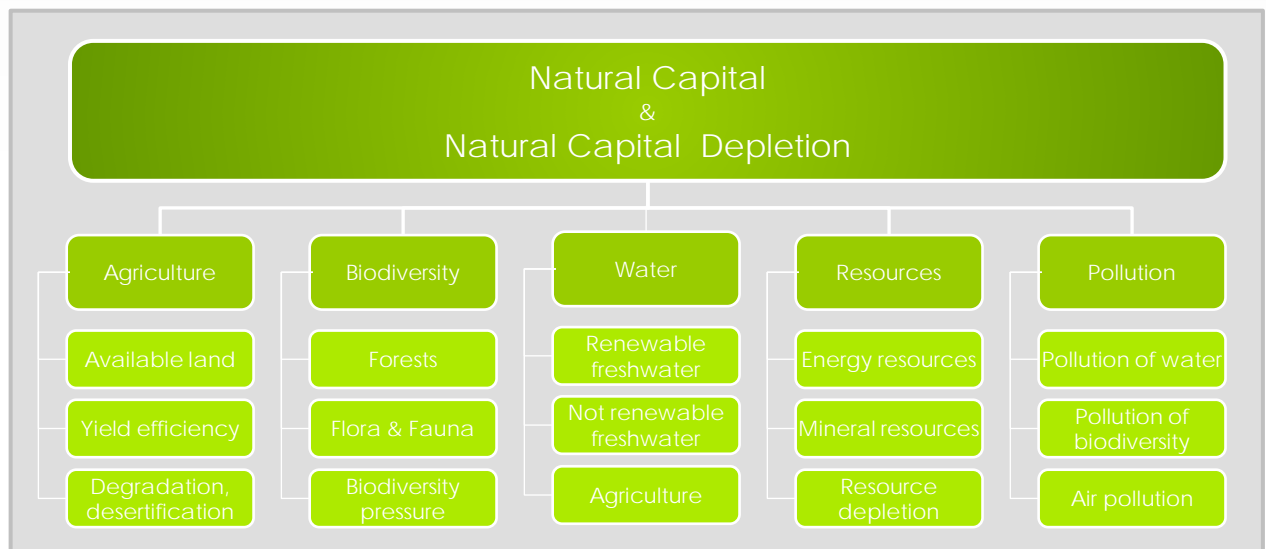 Natural Capital
&
Natural Capital Depletion
Agriculture
Available land
Yield efficiency
Degradation,
desertification
Biodiversity
Forests
Flora & Fauna
Biodiversity
pressure
Water
Renewable
freshwater
Not renewable
freshwater
Agriculture
Resources
Energy resources
Mineral resources
Resource
depletion
Pollution
Pollution of water
Pollution of
biodiversity
Air pollution